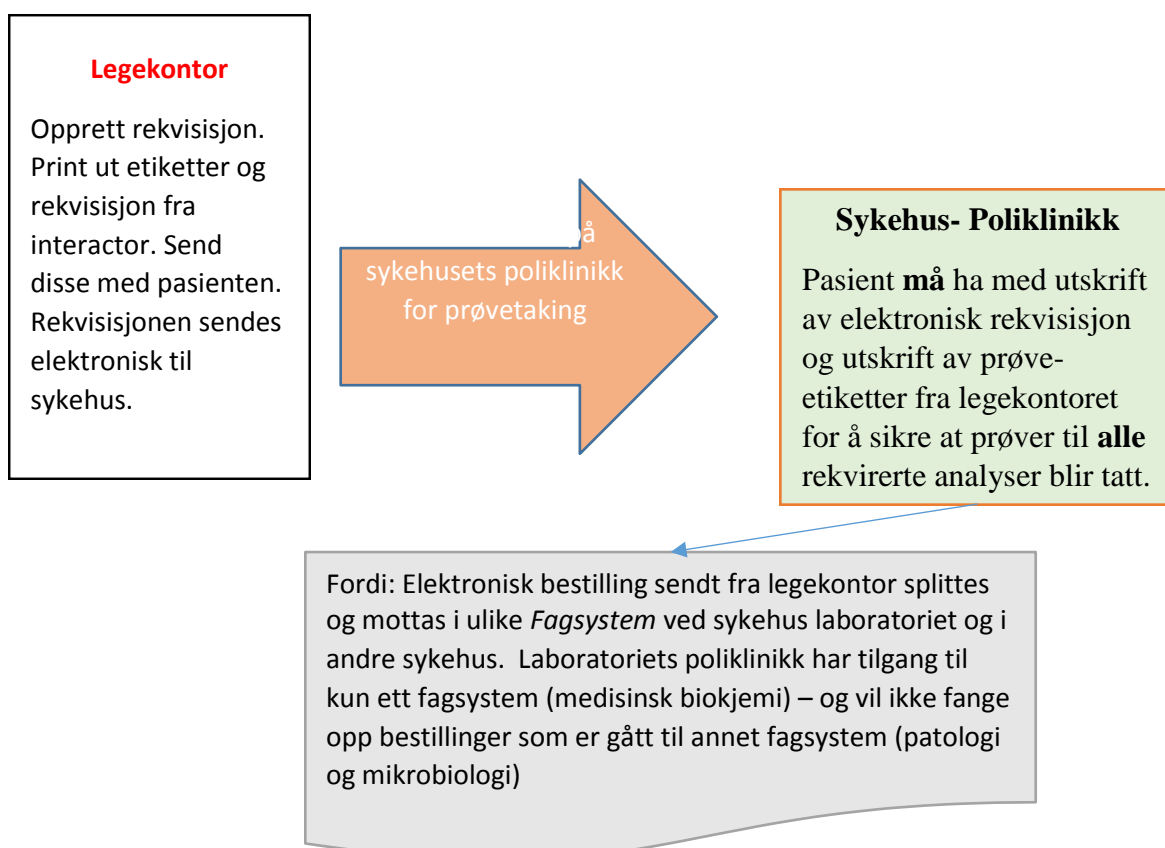 Legekontor
Opprett rekvisisjon.
Print ut etiketter og
rekvisisjon fra
interactor. Send
disse med pasienten.
Rekvisisjonen sendes
elektronisk til
sykehus.
på
sykehusets poliklinikk
for prøvetaking
Sykehus- Poliklinikk
Pasient må ha med utskrift
av elektronisk rekvisisjon
og utskrift av prøve-
etiketter fra legekontoret
for å sikre at prøver til alle
rekvirerte analyser blir tatt.
Fordi: Elektronisk bestilling sendt fra legekontor splittes
og mottas i ulike Fagsystem ved sykehus laboratoriet og i
andre sykehus. Laboratoriets poliklinikk har tilgang til
kun ett fagsystem (medisinsk biokjemi) – og vil ikke fange
opp bestillinger som er gått til annet fagsystem (patologi
og mikrobiologi)